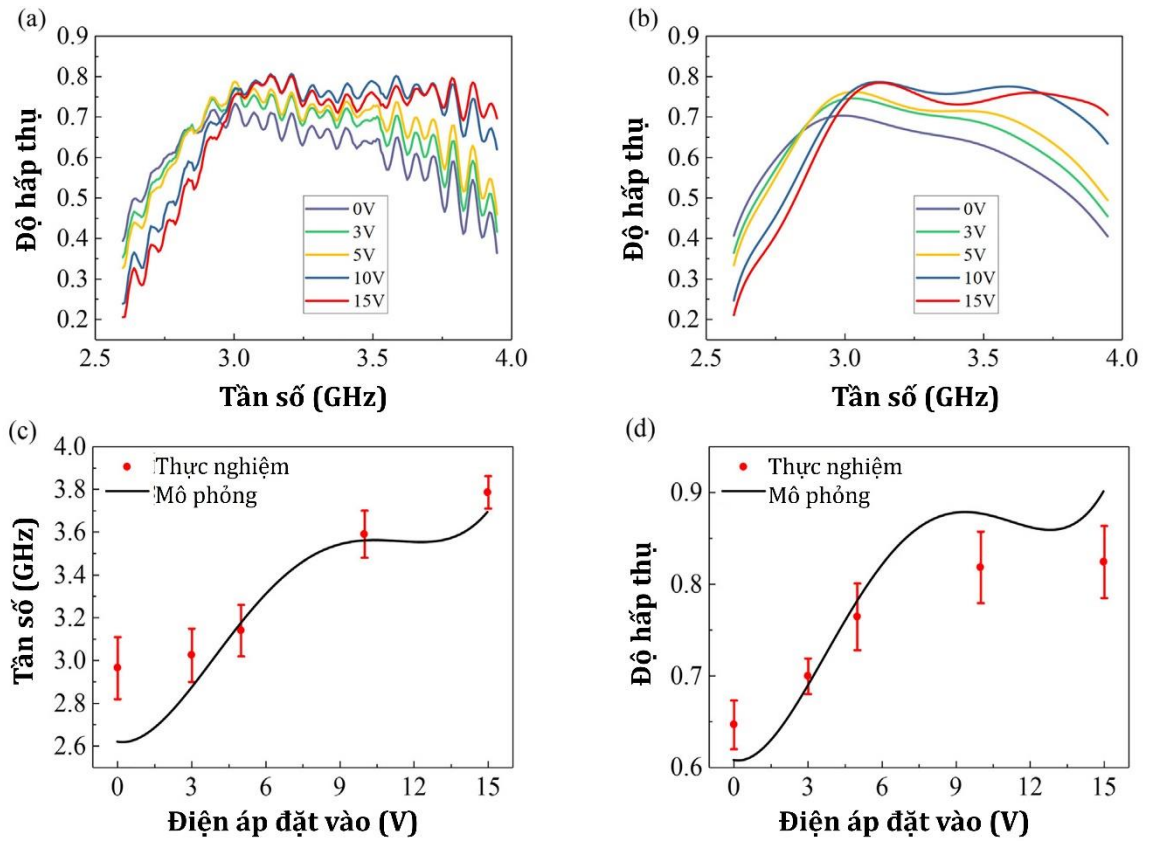 (a)
0.9
0.8
0.7
0.6
0.5
0.4
0.3
0.2
Độ hấp thụ
0V
3V
5V
10V
15V
2.5 3.0 3.5 4.0
Tần số (GHz)
(b)
0.9
0.8
0.7
0.6
0.5
0.4
0.3
0.2
Độ hấp thụ
0V
3V
5V
10V
15V
2.5 3.0 3.5 4.0
Tần số (GHz)
(c)
4.0
3.8
3.6
3.4
3.2
3.0
2.8
2.6
Tần số (GHz)
Thực nghiệm
Mô phỏng
0 3 6 9 12 15
Điện áp đặt vào (V)
(d)
0.9
0.8
0.7
0.6
Độ hấp thụ
Thực nghiệm
Mô phỏng
0 3 6 9 12 15
Điện áp đặt vào (V)